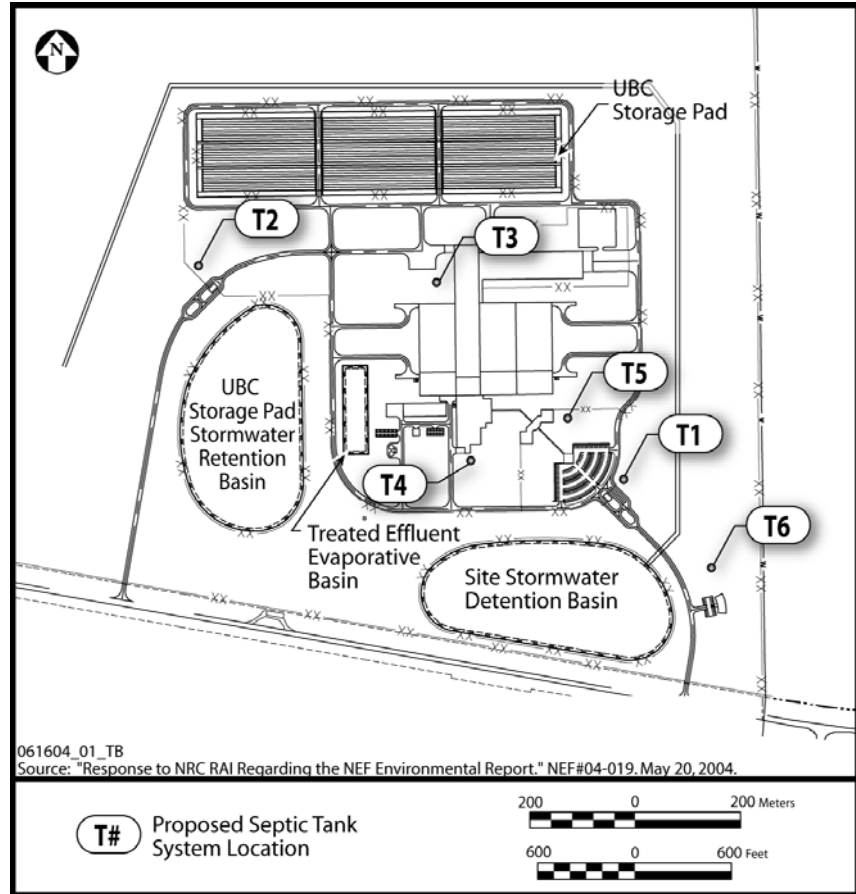 N
UBC
Storage Pad
T2
T3
T5
UBC
Storage Pad
Stormwater
Retention
Basin
T1
T4
T6
Treated Effluent
Evaporative
Basin
Site Stormwater
Detention Basin
061604_01_TB
Source: "Response to NRC RAI Regarding the NEF Environmental Report." NEF#04-019. May 20, 2004.
T# Proposed Septic Tank
System Location
200 0 200 Meters
600 0 600 Feet